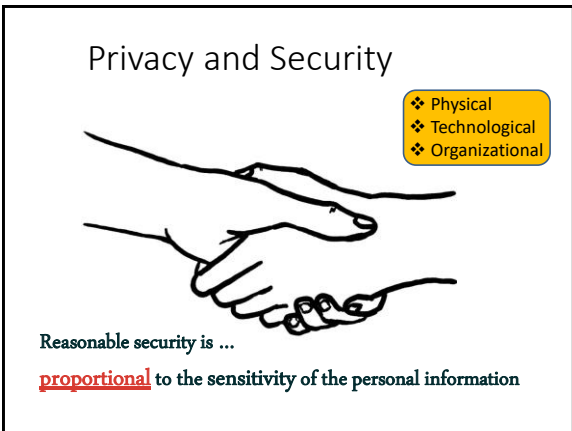 Privacy and Security
❖ Physical
❖ Technological
❖ Organizational
Reasonable security is ...
proportional to the sensitivity of the personal information